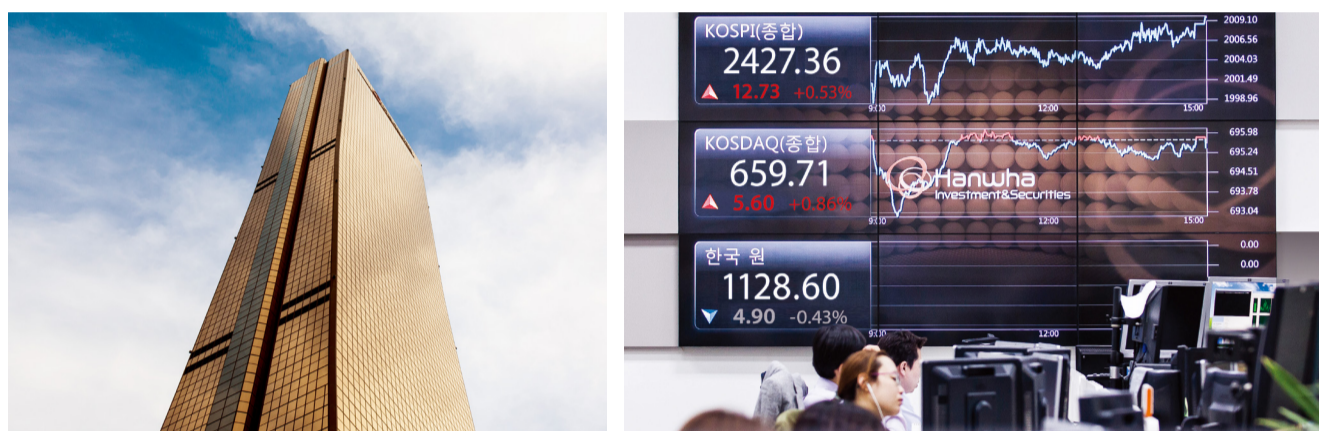 KOSPI(종합)
2427.36
12.73 +0.53%
2009.10
2006.56
2004.03
2001.49
1998.96
9:00 12:00 15:00
KOSDAQ(종합)
659.71
5.60 +0.86%
695.98
695.24
694.51
693.78
693.04
Hanwha
Investment&Securities
9:00 12:00 15:00
한국 원
1128.60
4.90 -0.43%
0.00
0.00
9:00 12:00